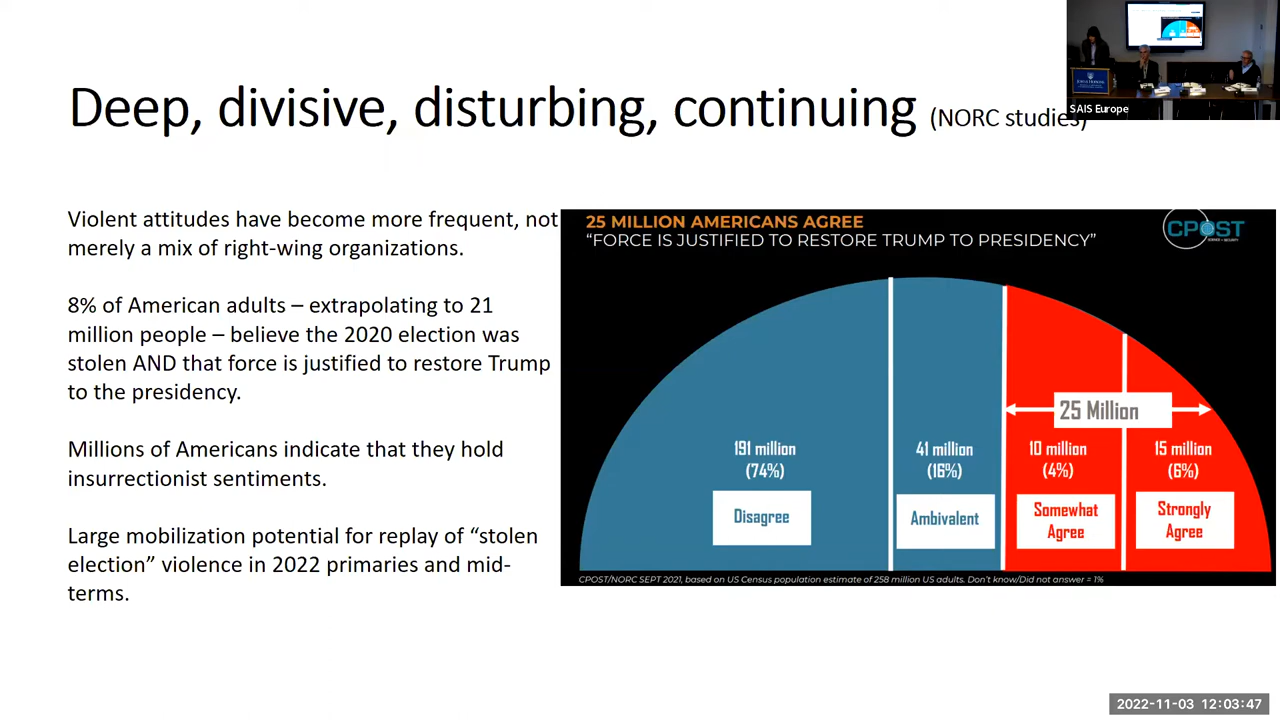 Deep, divisive, disturbing, continuing (NORC studies)
SAIS Europe
Violent attitudes have become more frequent, not
merely a mix of right-wing organizations.
8% of American adults – extrapolating to 21
million people – believe the 2020 election was
stolen AND that force is justified to restore Trump
to the presidency.
Millions of Americans indicate that they hold
insurrectionist sentiments.
Large mobilization potential for replay of “stolen
election” violence in 2022 primaries and mid-
terms.
25 MILLION AMERICANS AGREE
“FORCE IS JUSTIFIED TO RESTORE TRUMP TO PRESIDENCY”
CPOST
SCIENCE + SECURITY
25 Million
191 million
(74%)
Disagree
41 million
(16%)
Ambivalent
10 million
(4%)
Somewhat
Agree
15 million
(6%)
Strongly
Agree
CPOST/NORC SEPT 2021, based on US Census population estimate of 258 million US adults. Don’t know/Did not answer = 1%
2022-11-03 12:03:47